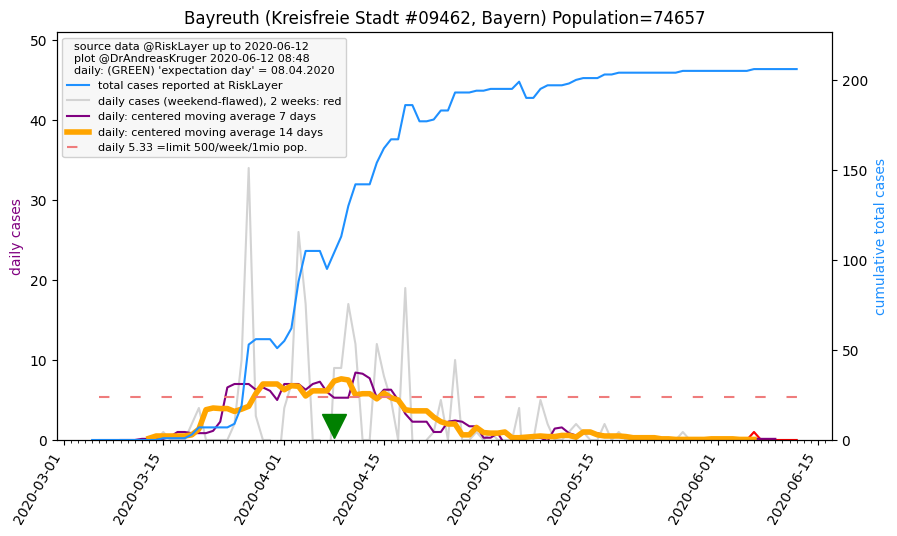 Bayreuth (Kreisfreie Stadt #09462, Bayern) Population=74657
source data @RiskLayer up to 2020-06-12
plot @DrAndreasKruger 2020-06-12 08:48
daily: (GREEN) 'expectation day' = 08.04.2020
total cases reported at RiskLayer
daily cases (weekend-flawed), 2 weeks: red
daily: centered moving average 7 days
daily: centered moving average 14 days
daily 5.33 =limit 500/week/1mio pop.
daily cases
50
40
30
20
10
0
cumulative total cases
200
150
100
50
0
2020-03-01
2020-03-15
2020-04-01
2020-04-15
2020-05-01
2020-05-15
2020-06-01
2020-06-15